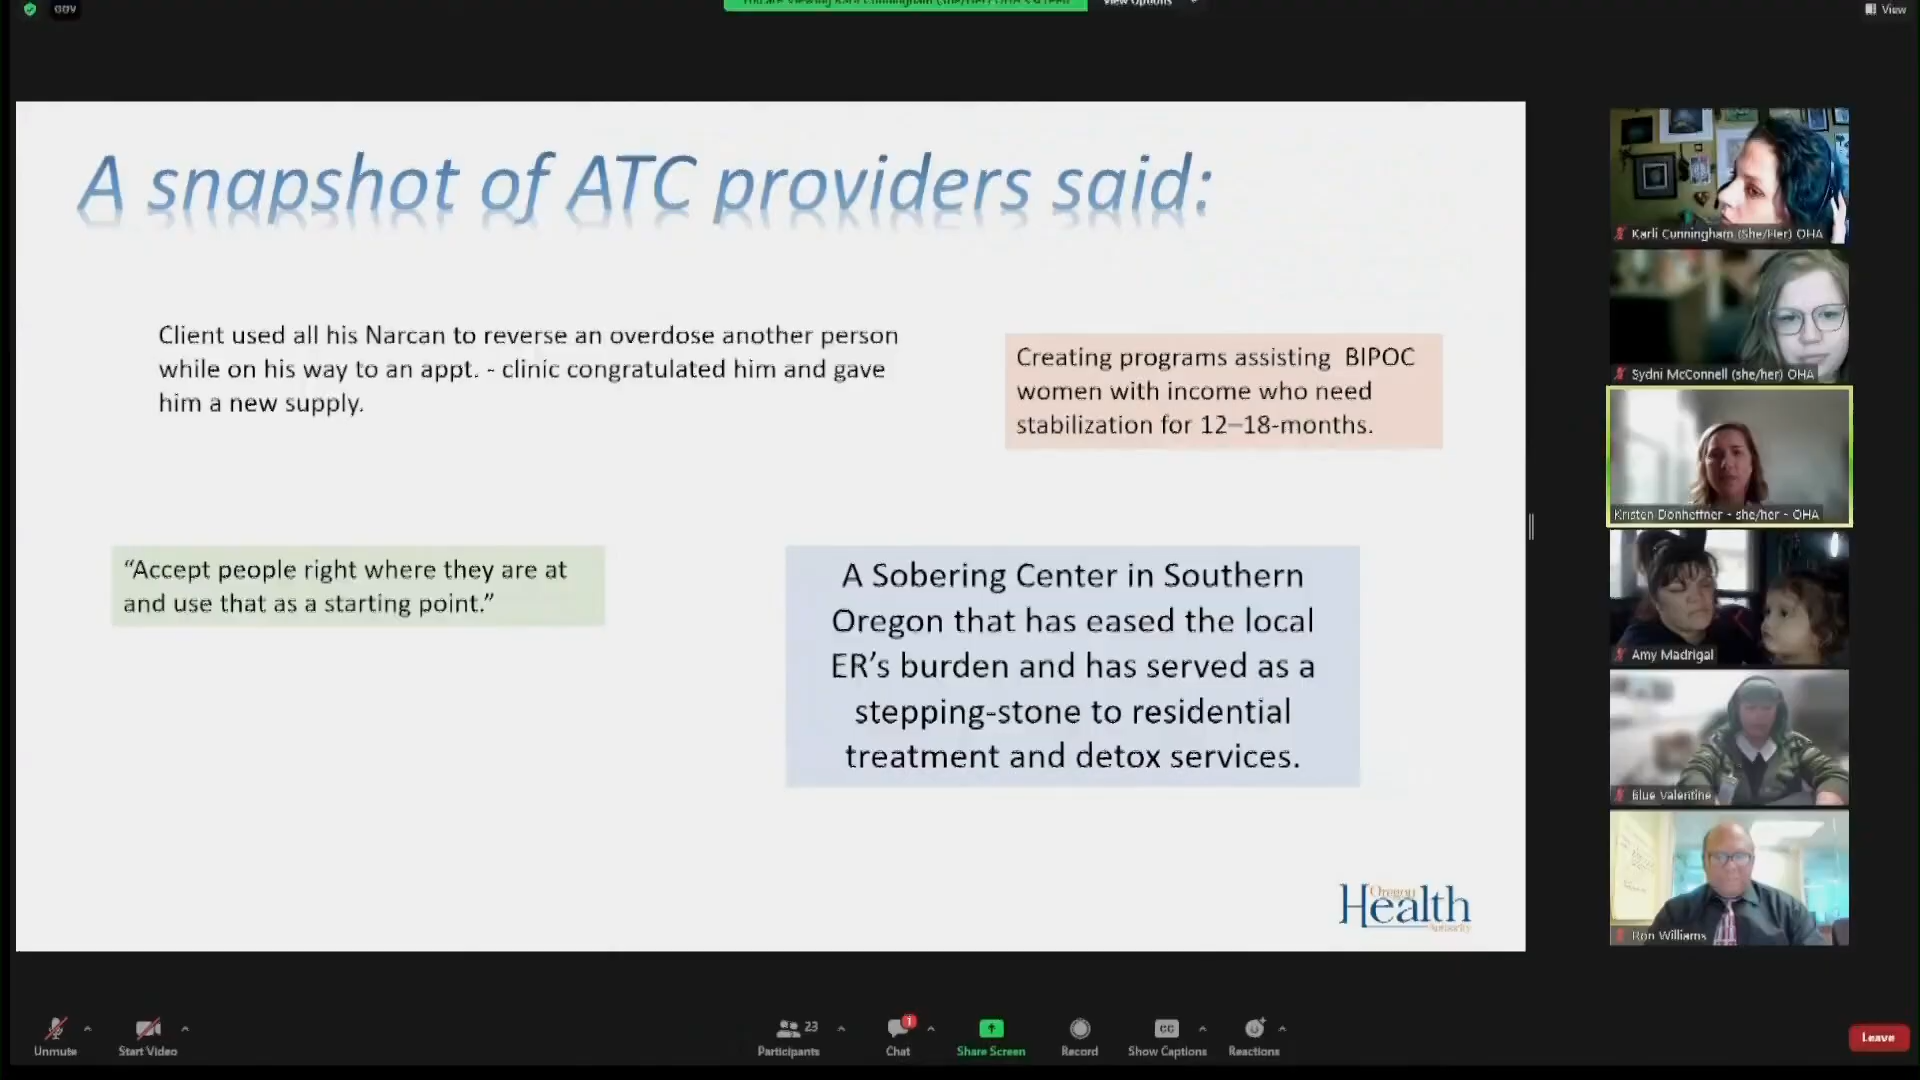 View Options
View
A snapshot of ATC providers said:
Client used all his Narcan to reverse an overdose another person
while on his way to an appt. - clinic congratulated him and gave
him a new supply.
Creating programs assisting BIPOC
women with income who need
stabilization for 12–18-months.
“Accept people right where they are at
and use that as a starting point.”
A Sobering Center in Southern
Oregon that has eased the local
ER’s burden and has served as a
stepping-stone to residential
treatment and detox services.
Oregon
Health
Authority
Karli Cunningham (She/Her) OHA
Sydni McConnell (she/her) OHA
Kristen Donheffner - she/her - OHA
Amy Madrigal
Blue Valentine
Ron Williams
Unmute
Start Video
23
Participants
1
Chat
Share Screen
Record
CC
Show Captions
Reactions
Leave